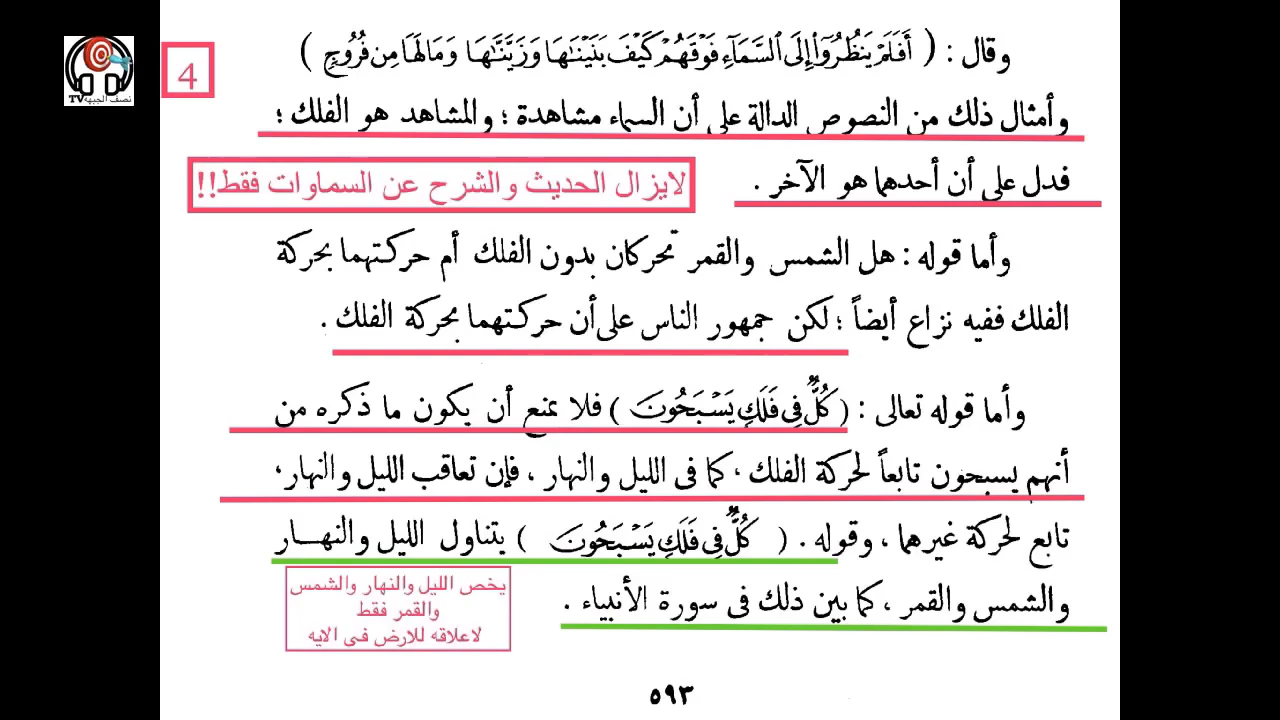 نصف الجبهه TV
4
وقال : ( أَفَلَمْ يَنظُرُوٓا۟ إِلَى ٱلسَّمَآءِ فَوْقَهُمْ كَيْفَ بَنَيْنَـٰهَا وَزَيَّنَّـٰهَا وَمَا لَهَا مِن فُرُوجٍ )
وأمثال ذلك من النصوص الدالة على أن السماء مشاهدة ؛ والمشاهد هو الفلك ؛
فدل على أن أحدهما هو الآخر .
لايزال الحديث والشرح عن السماوات فقط!!
وأما قوله : هل الشمس والقمر تحركان بدون الفلك أم حركتهما بحركة
الفلك ففيه نزاع أيضاً ؛ لكن جمهور الناس على أن حركتهما بحركة الفلك .
وأما قوله تعالى : ( كُلٌّ فِى فَلَكٍ يَسْبَحُونَ ) فلا يمنع أن يكون ما ذكره من
أنهم يسبحون تابعاً لحركة الفلك ، كما فى الليل والنهار ، فإن تعاقب الليل والنهار ،
تابع لحركة غيرهما ، وقوله . ( كُلٌّ فِى فَلَكٍ يَسْبَحُونَ ) يتناول الليل والنهـار
والشمس والقمر ، كما بين ذلك فى سورة الأنبياء .
يخص الليل والنهار والشمس
والقمر فقط
لاعلاقه للارض فى الايه
٥٩٣